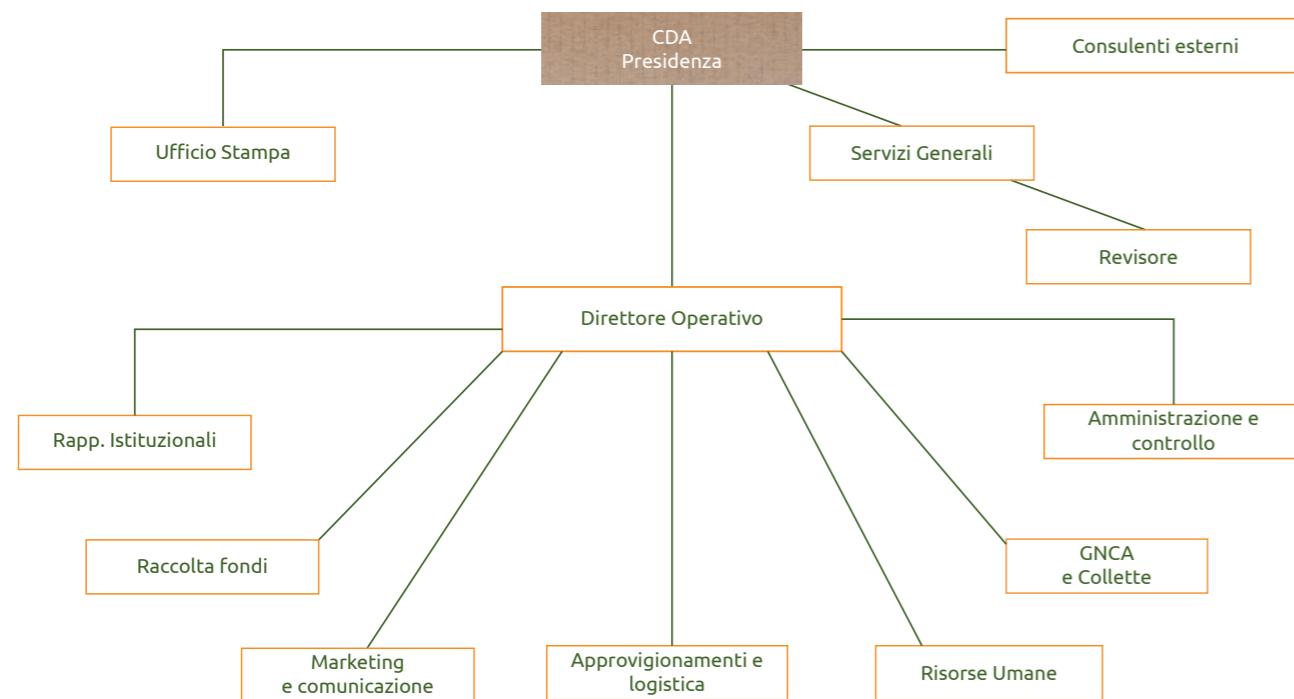 CDA
Presidenza
Consulenti esterni
Ufficio Stampa
Servizi Generali
Revisore
Direttore Operativo
Rapp. Istituzionali
Amministrazione e
controllo
Raccolta fondi
GNCA
e Collette
Marketing
e comunicazione
Approvigionamenti e
logistica
Risorse Umane